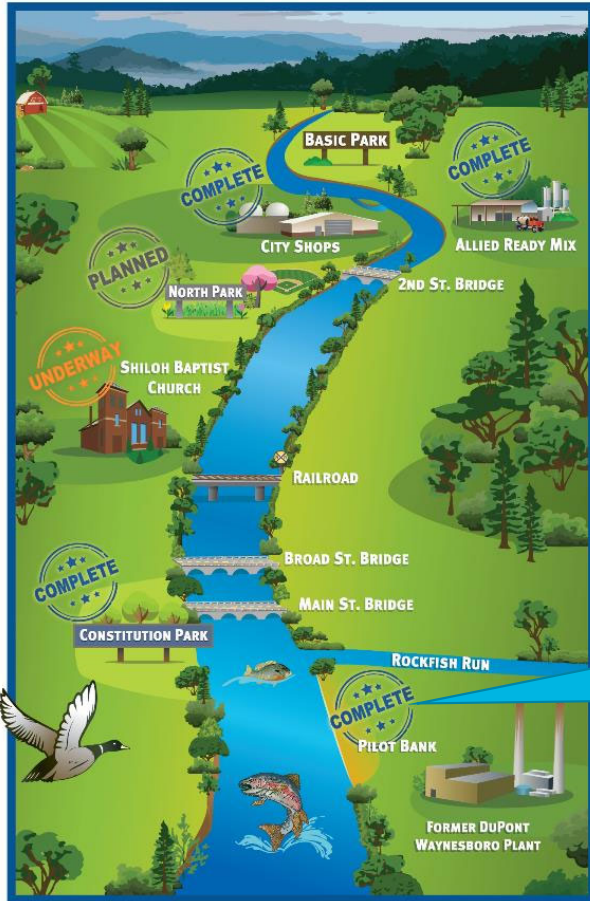 BASIC PARK
COMPLETE
COMPLETE
CITY SHOPS
ALLIED READY MIX
PLANNED
2ND ST. BRIDGE
NORTH PARK
UNDERWAY
SHILOH BAPTIST
CHURCH
RAILROAD
BROAD ST. BRIDGE
COMPLETE
MAIN ST. BRIDGE
CONSTITUTION PARK
ROCKFISH RUN
COMPLETE
PILOT BANK
FORMER DUPONT
WAYNESBORO PLANT